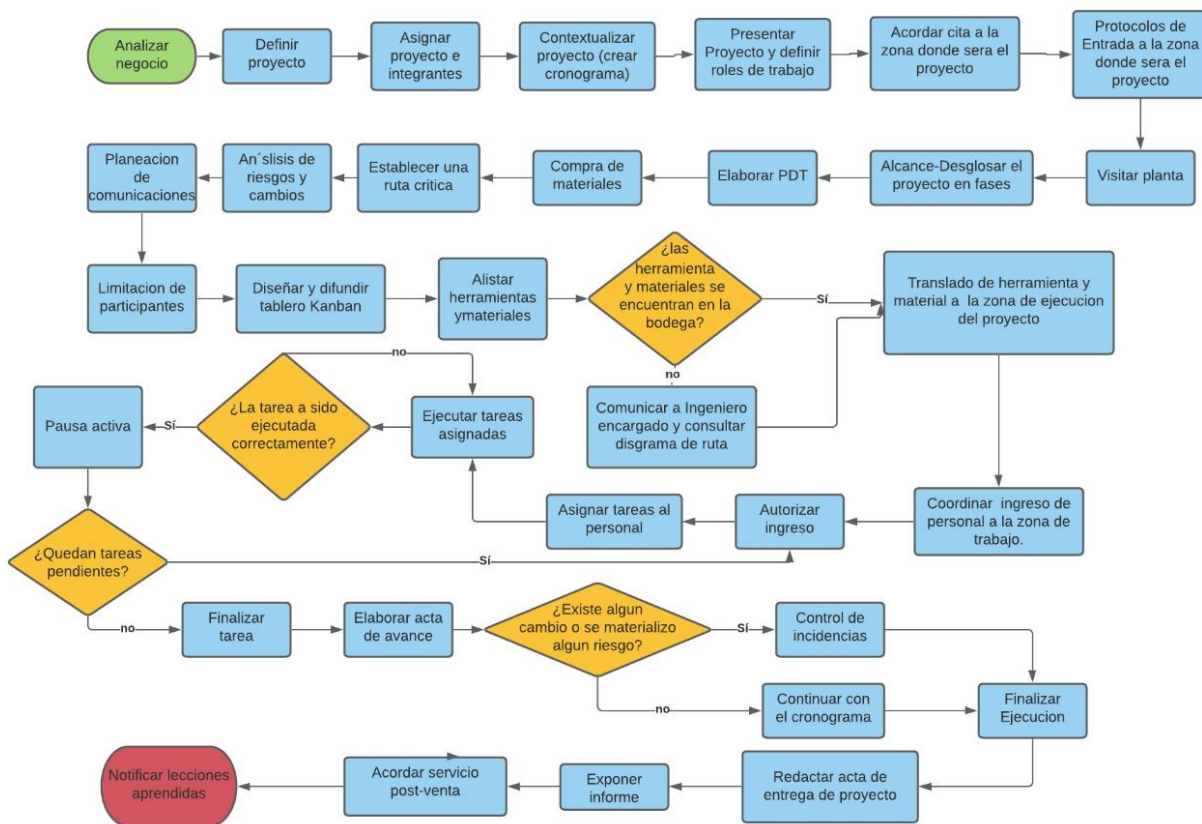 Analizar
negocio
Definir
proyecto
Asignar
proyecto e
integrantes
Contextualizar
proyecto (crear
cronograma)
Presentar
Proyecto y definir
roles de trabajo
Acordar cita a la
zona donde sera el
proyecto
Protocolos de
Entrada a la zona
donde sera el
proyecto
Planeacion
de
comunicaciones
An´slisis de
riesgos y
cambios
Establecer una
ruta critica
Compra de
materiales
Elaborar PDT
Alcance-Desglosar el
proyecto en fases
Visitar planta
Limitacion de
participantes
Diseñar y difundir
tablero Kanban
Alistar
herramientas
ymateriales
¿las
herramienta
y materiales se
encuentran en la
bodega?
Sí
no
Translado de herramienta y
material a la zona de ejecucion
del proyecto
Comunicar a Ingeniero
encargado y consultar
disgrama de ruta
no
Pausa activa
Sí
¿La tarea a sido
ejecutada
correctamente?
Ejecutar tareas
asignadas
Asignar tareas al
personal
Autorizar
ingreso
Coordinar ingreso de
personal a la zona de
trabajo.
¿Quedan tareas
pendientes?
Sí
no
Finalizar
tarea
Elaborar acta
de avance
¿Existe algun
cambio o se materializo
algun riesgo?
Sí
Control de
incidencias
no
Continuar con
el cronograma
Finalizar
Ejecucion
Notificar lecciones
aprendidas
Acordar servicio
post-venta
Exponer
informe
Redactar acta de
entrega de proyecto